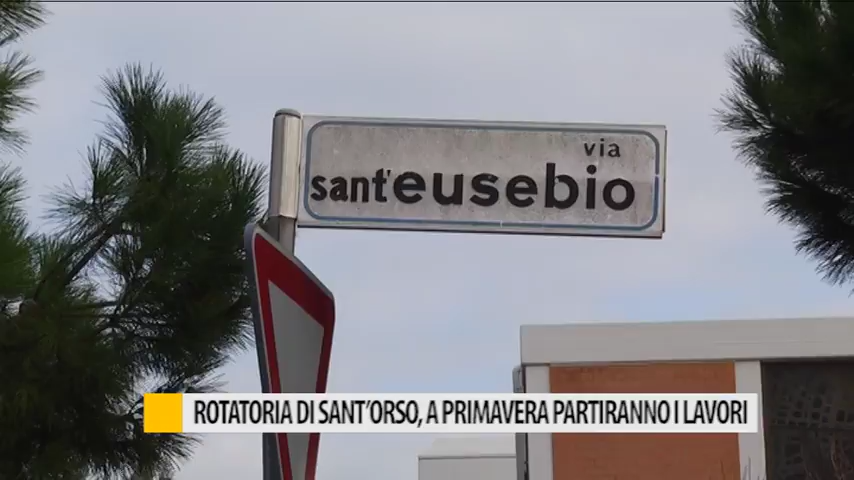 via
sant'eusebio
ROTATORIA DI SANT'ORSO, A PRIMAVERA PARTIRANNO I LAVORI